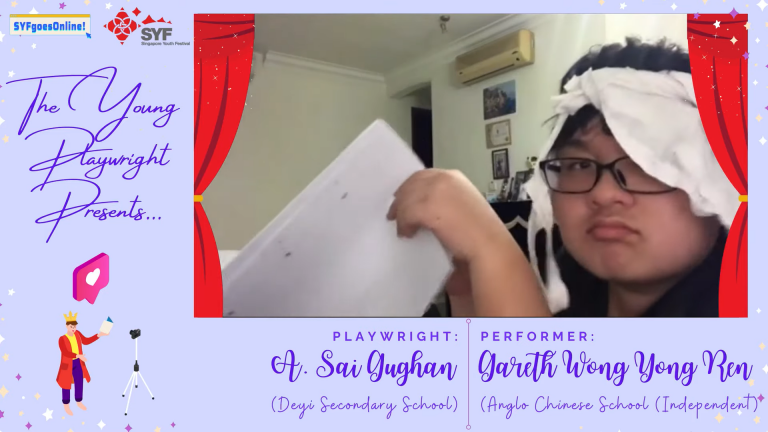 SYFgoesOnline!
SYF
Singapore Youth Festival
The Young
Playwright
Presents...
PLAYWRIGHT:
A. Sai Gughan
(Deyi Secondary School)
PERFORMER:
Gareth Wong Yong Ren
(Anglo Chinese School (Independent)